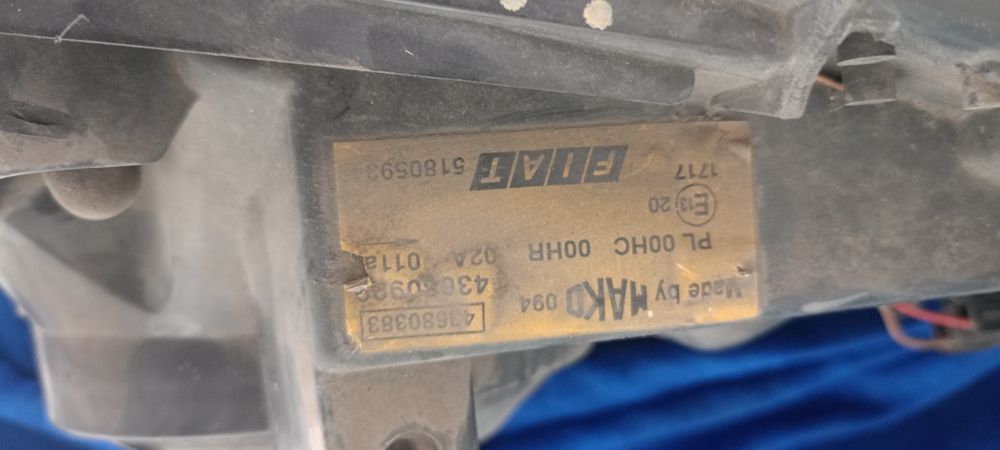 Made by MAKO 094 43680383
PL 00HC 00HR 02A 011a
E13 20
1717
FIAT